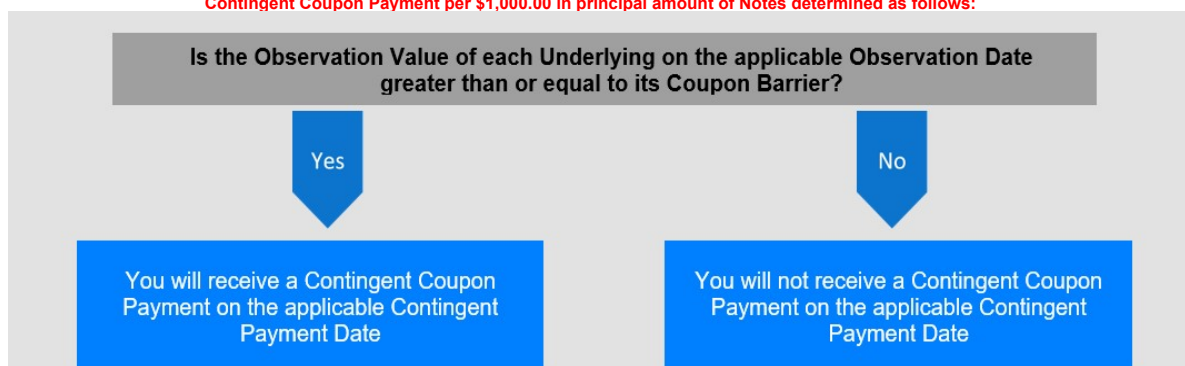 Contingent Coupon Payment per $1,000.00 in principal amount of Notes determined as follows:
Is the Observation Value of each Underlying on the applicable Observation Date
greater than or equal to its Coupon Barrier?
Yes
No
You will receive a Contingent Coupon
Payment on the applicable Contingent
Payment Date
You will not receive a Contingent Coupon
Payment on the applicable Contingent
Payment Date